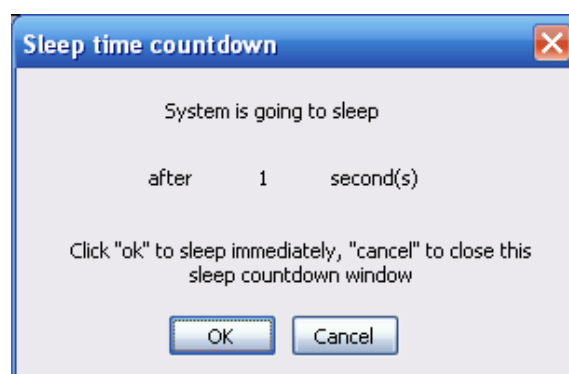 Sleep time countdown
System is going to sleep
after 1 second(s)
Click "ok" to sleep immediately, "cancel" to close this
sleep countdown window
OK Cancel